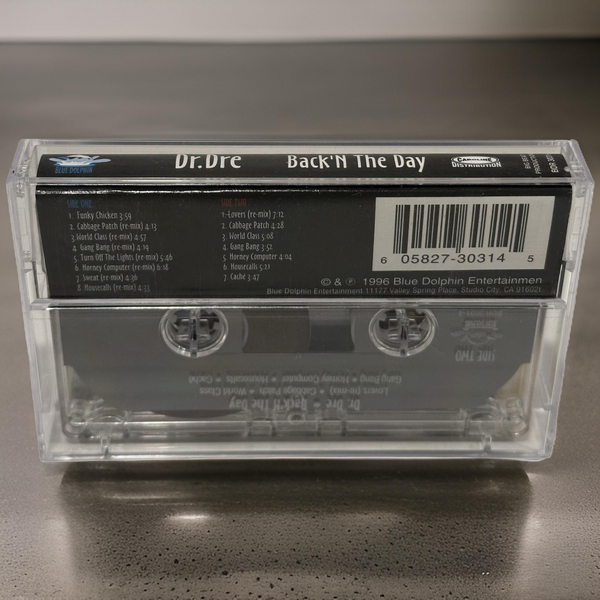 BLUE DOLPHIN
Dr. Dre Back'N The Day
DISTRIBUTION
SIDE ONE
1. Funky Chicken 3:59
2. Cabbage Patch (re-mix) 4:13
3. World Class (re-mix) 4:57
4. Gang Bang (re-mix) 4:19
5. Turn Off The Lights (re-mix) 5:46
6. Horney Computer (re-mix) 6:18
7. Sweat (re-mix) 4:36
8. Housecalls (re-mix) 4:33
SIDE TWO
1. Lovers (re-mix) 7:12
2. Cabbage Patch 4:28
3. World Class 5:08
4. Gang Bang 3:52
5. Horney Computer 4:04
6. Housecalls 5:11
7. Caché 3:47
6 05827-30314 5
© & ℗ 1996 Blue Dolphin Entertainmen
Blue Dolphin Entertainment 11177 Valley Spring Place, Studio City, CA 91602
SIDE TWO
Dr. Dre • Back'N The Day
Lovers (re-mix) • Cabbage Patch • World Class
Gang Bang • Horney Computer • Housecalls • Caché